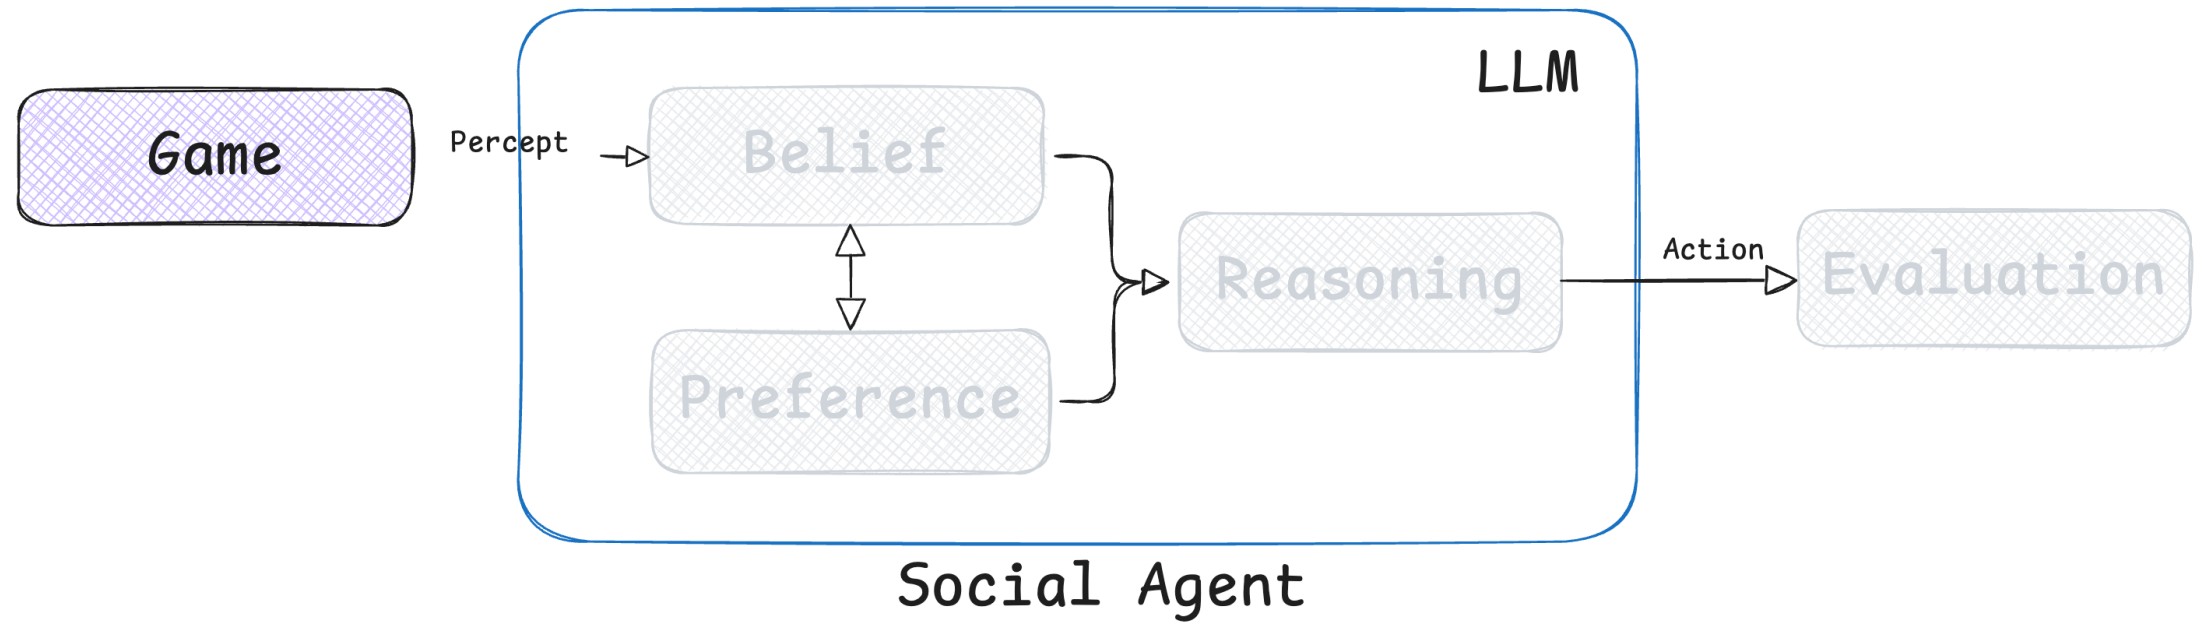 LLM
Game
Percept
Belief
Preference
Reasoning
Action
Evaluation
Social Agent